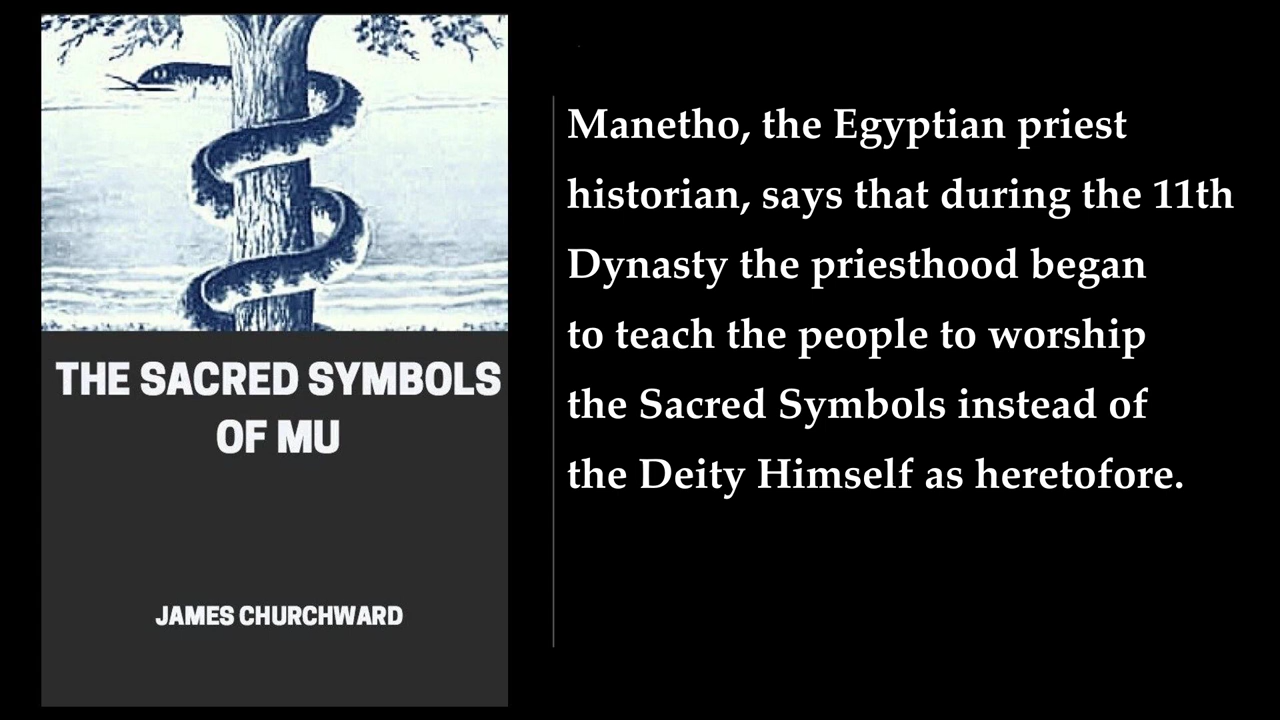 THE SACRED SYMBOLS
OF MU
JAMES CHURCHWARD
Manetho, the Egyptian priest
historian, says that during the 11th
Dynasty the priesthood began
to teach the people to worship
the Sacred Symbols instead of
the Deity Himself as heretofore.